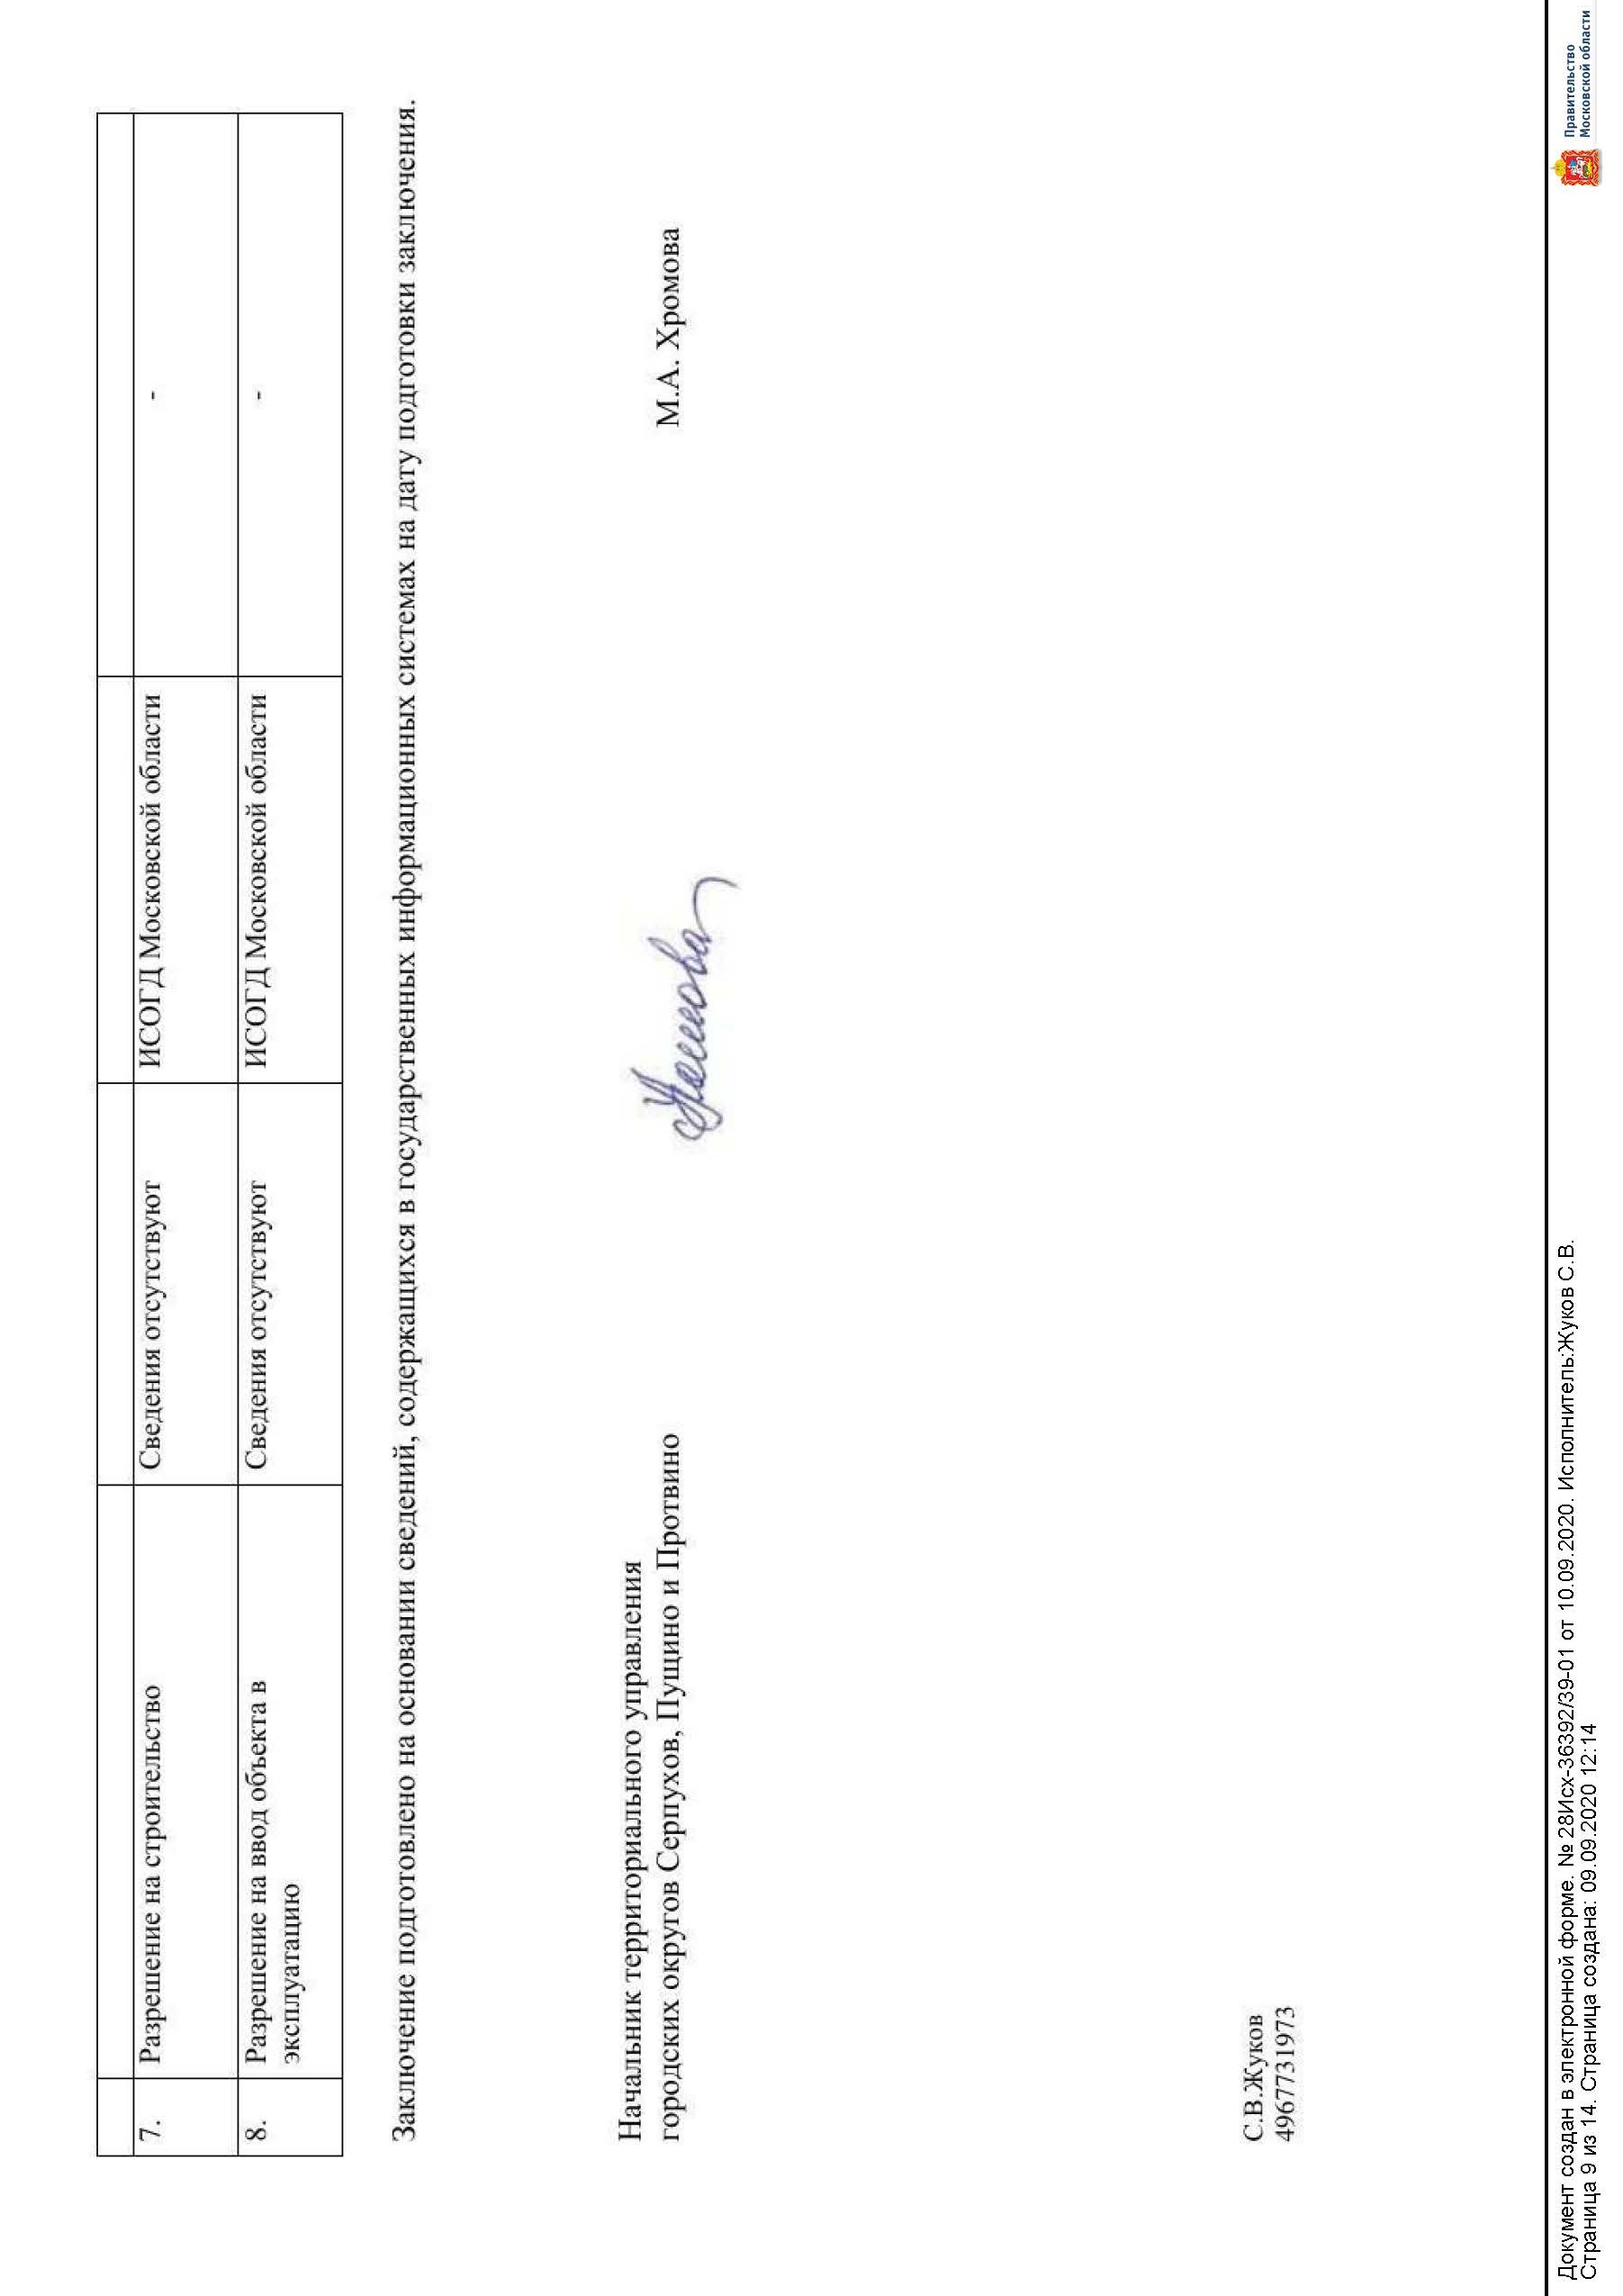 7. Разрешение на строительство Сведения отсутствуют ИСОГД Московской области -
8. Разрешение на ввод объекта в Сведения отсутствуют ИСОГД Московской области -
эксплуатацию
Заключение подготовлено на основании сведений, содержащихся в государственных информационных системах на дату подготовки заключения.
Начальник территориального управления
городских округов Серпухов, Пущино и Протвино М.А. Хромова
С.В.Жуков
4967731973
Документ создан в электронной форме. № 28Исх-36392/39-01 от 10.09.2020. Исполнитель:Жуков С.В.
Страница 9 из 14. Страница создана: 09.09.2020 12:14
Правительство
Московской области